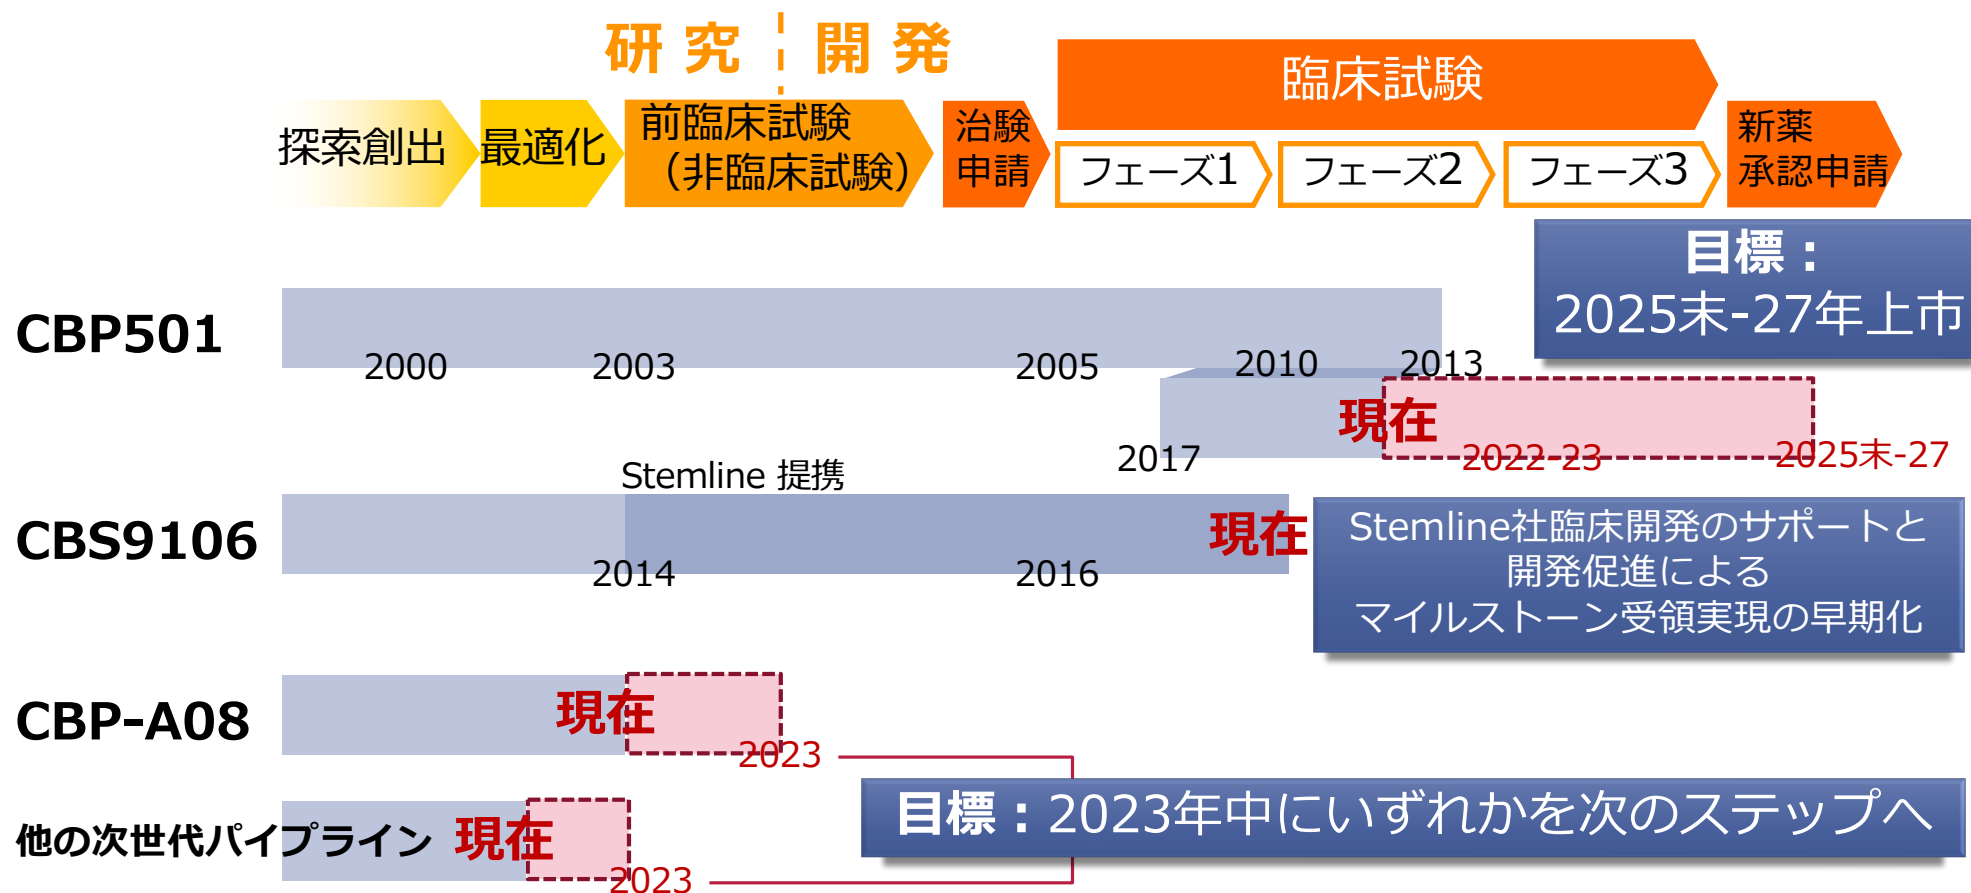 研 究 開 発
探索創出
最適化
前臨床試験
（非臨床試験）
治験
申請
臨床試験
フェーズ1
フェーズ2
フェーズ3
新薬
承認申請
目標：
2025末-27年上市
CBP501
2000
2003
2005
2010
2013
現在
2017
2022-23
2025末-27
Stemline 提携
CBS9106
現在
2014
2016
Stemline社臨床開発のサポートと
開発促進による
マイルストーン受領実現の早期化
CBP-A08
現在
2023
目標：2023年中にいずれかを次のステップへ
他の次世代パイプライン
現在
2023